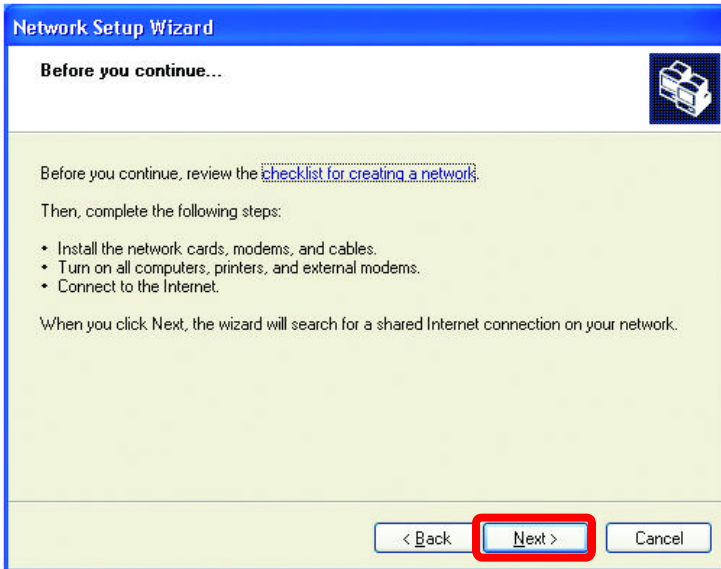 Network Setup Wizard
Before you continue...
Before you continue, review the checklist for creating a network.
Then, complete the following steps:
• Install the network cards, modems, and cables.
• Turn on all computers, printers, and external modems.
• Connect to the Internet.
When you click Next, the wizard will search for a shared Internet connection on your network.
< Back Next > Cancel